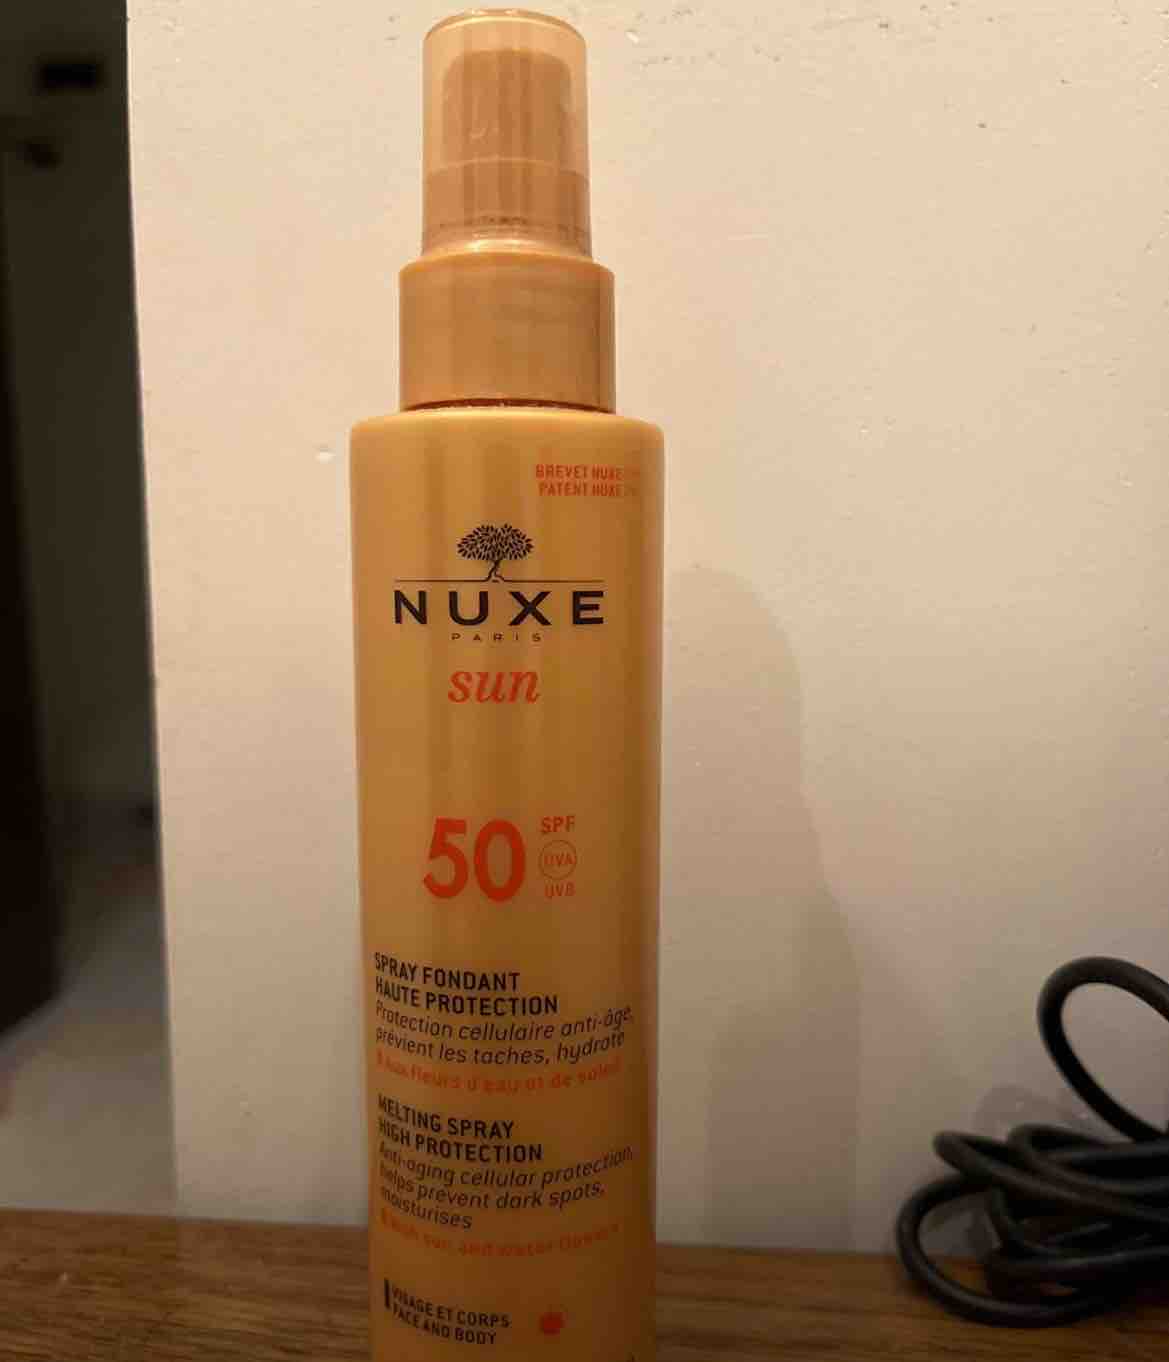 BREVET NUXE
PATENT NUXE
NUXE
PARIS
sun
50
SPF
UVA
UVB
SPRAY FONDANT
HAUTE PROTECTION
Protection cellulaire anti-âge,
prévient les taches, hydrate
aux fleurs d'eau et de soleil
MELTING SPRAY
HIGH PROTECTION
Anti-aging cellular protection,
helps prevent dark spots,
moisturises
with sun and water flowers
VISAGE ET CORPS
FACE AND BODY